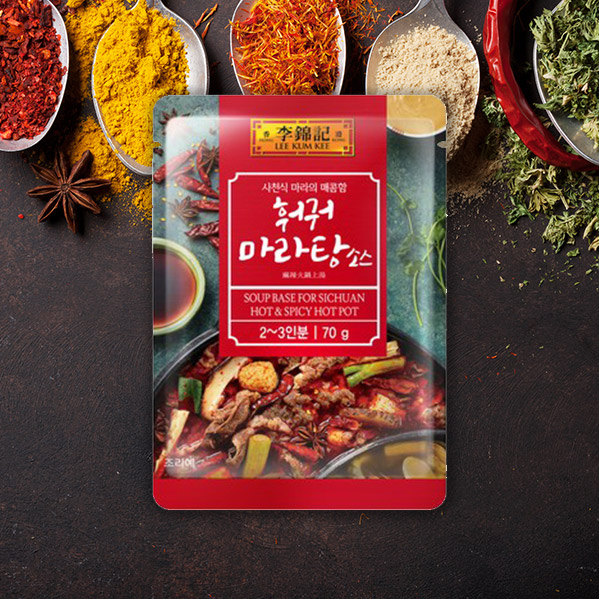 李錦記
LEE KUM KEE
사천식 마라의 매콤함
훠궈
마라탕 소스
麻辣火鍋上湯
SOUP BASE FOR SICHUAN
HOT & SPICY HOT POT
2~3인분 | 70 g
조리예